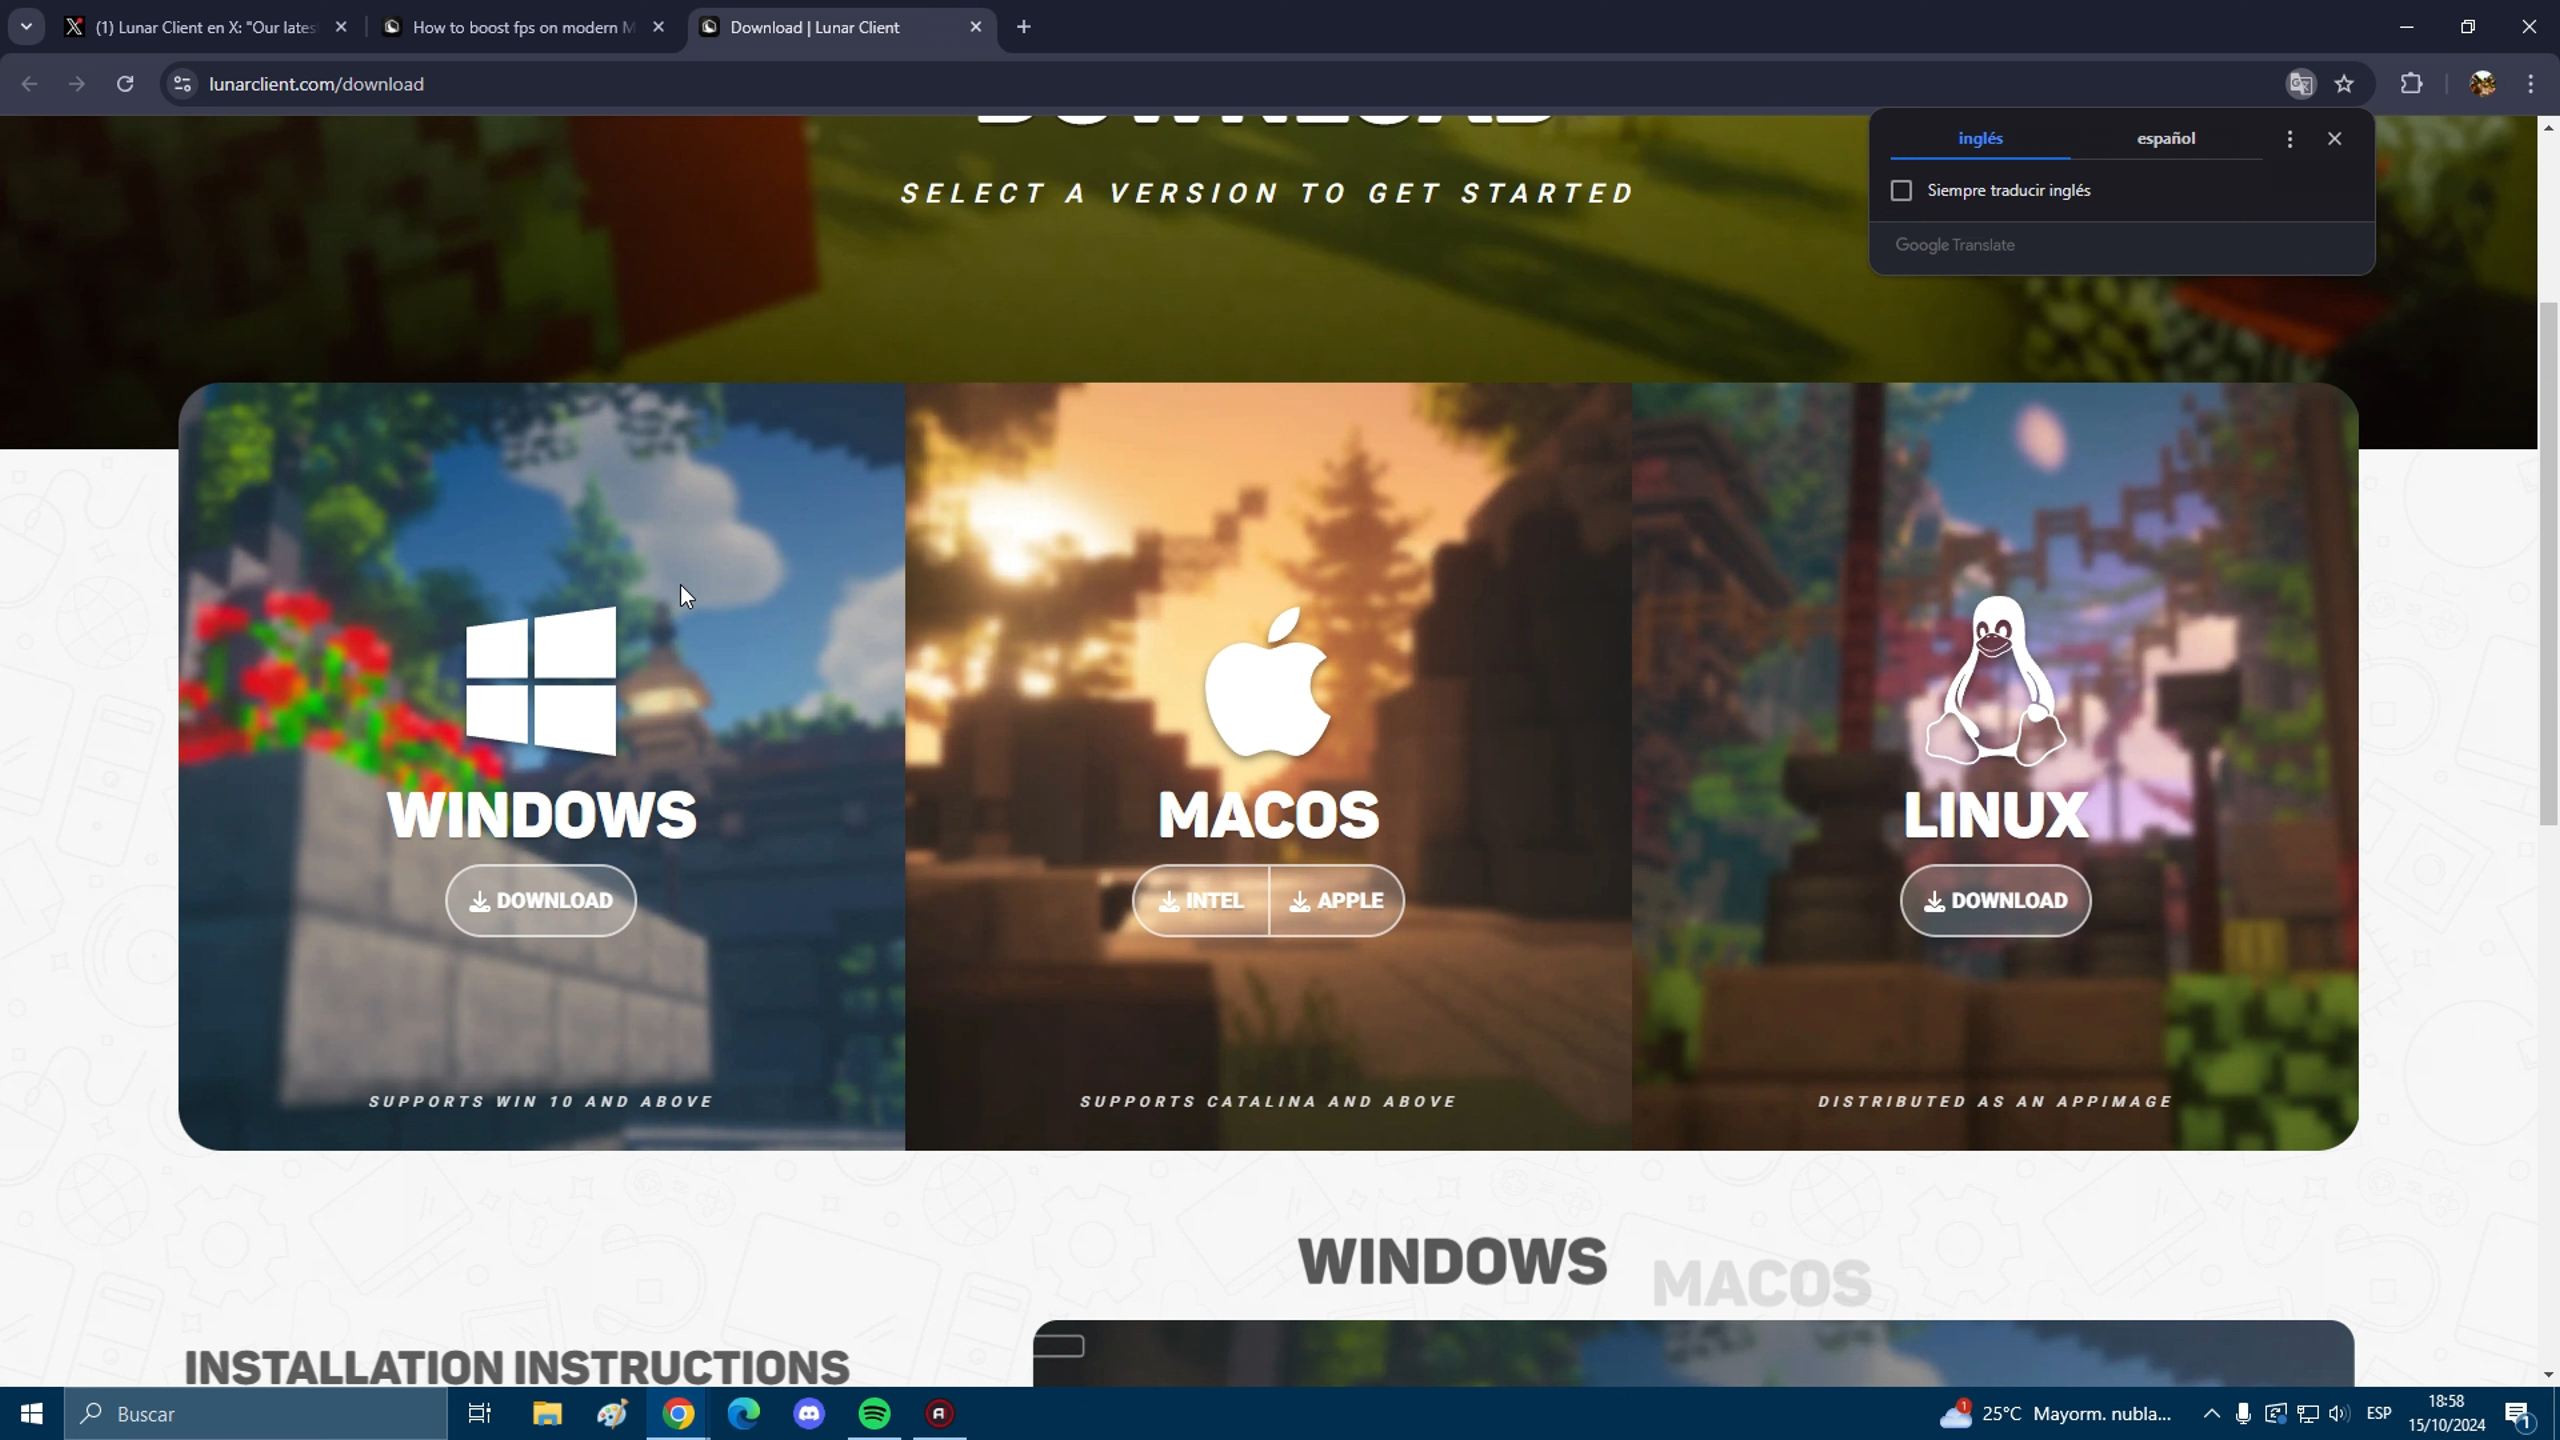 (1) Lunar Client en X: "Our lates
How to boost fps on modern M
Download | Lunar Client
lunarclient.com/download
inglés
español
Siempre traducir inglés
Google Translate
DOWNLOAD
SELECT A VERSION TO GET STARTED
WINDOWS
DOWNLOAD
SUPPORTS WIN 10 AND ABOVE
MACOS
INTEL
APPLE
SUPPORTS CATALINA AND ABOVE
LINUX
DOWNLOAD
DISTRIBUTED AS AN APPIMAGE
WINDOWS
MACOS
INSTALLATION INSTRUCTIONS
Buscar
1
25°C Mayorm. nubla...
ESP
18:58
15/10/2024
1